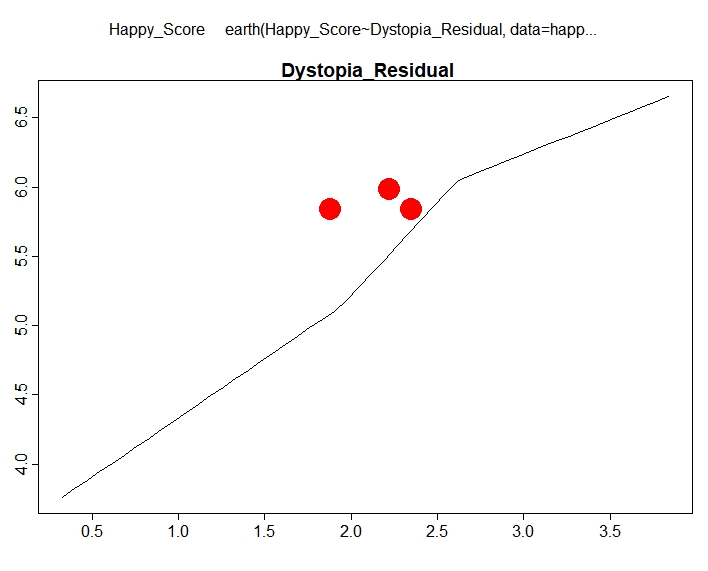 Happy_Score earth(Happy_Score~Dystopia_Residual, data=happ...
Dystopia_Residual
6.5
6.0
5.5
5.0
4.5
4.0
0.5 1.0 1.5 2.0 2.5 3.0 3.5